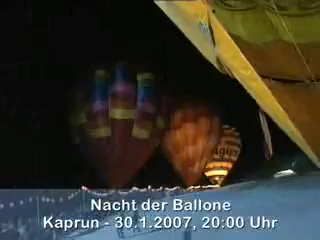 Nacht der Ballone
Kaprun - 30.1.2007, 20:00 Uhr